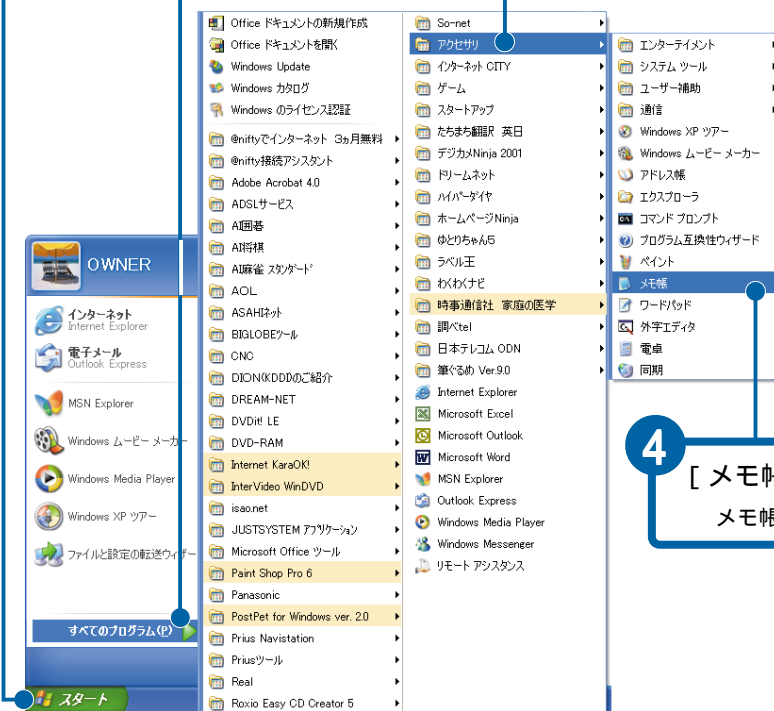 Office ドキュメントの新規作成
Office ドキュメントを開く
Windows Update
Windows カタログ
Windows のライセンス認証
@niftyでインターネット 3ヵ月無料
@nifty接続アシスタント
Adobe Acrobat 4.0
ADSLサービス
AI囲碁
AI将棋
AI麻雀 スタンダード
AOL
ASAHIネット
BIGLOBEツール
CNC
DION(KDDI)のご紹介
DREAM-NET
DVDit! LE
DVD-RAM
Internet KaraOK!
InterVideo WinDVD
isao.net
JUSTSYSTEM アプリケーション
Microsoft Office ツール
Paint Shop Pro 6
Panasonic
PostPet for Windows ver. 2.0
Prius Navistation
Priusツール
Real
Roxio Easy CD Creator 5
So-net
アクセサリ
インターネット CITY
ゲーム
スタートアップ
たちまち翻訳 英日
デジカメNinja 2001
ドリームネット
ハイパーダイヤ
ホームページNinja
ゆとりちゃん5
ラベル王
わくわくナビ
時事通信社 家庭の医学
調べtel
日本テレコム ODN
筆ぐるめ Ver.9.0
Internet Explorer
Microsoft Excel
Microsoft Outlook
Microsoft Word
MSN Explorer
Outlook Express
Windows Media Player
Windows Messenger
リモート アシスタンス
エンターテイメント
システム ツール
ユーザー補助
通信
Windows XP ツアー
Windows ムービー メーカー
アドレス帳
エクスプローラ
コマンド プロンプト
プログラム互換性ウィザード
ペイント
メモ帳
ワードパッド
外字エディタ
電卓
同期
OWNER
インターネット
Internet Explorer
電子メール
Outlook Express
MSN Explorer
Windows ムービー メーカー
Windows Media Player
Windows XP ツアー
ファイルと設定の転送ウィザー
すべてのプログラム(P)
スタート
4
[メモ帳
メモ帳